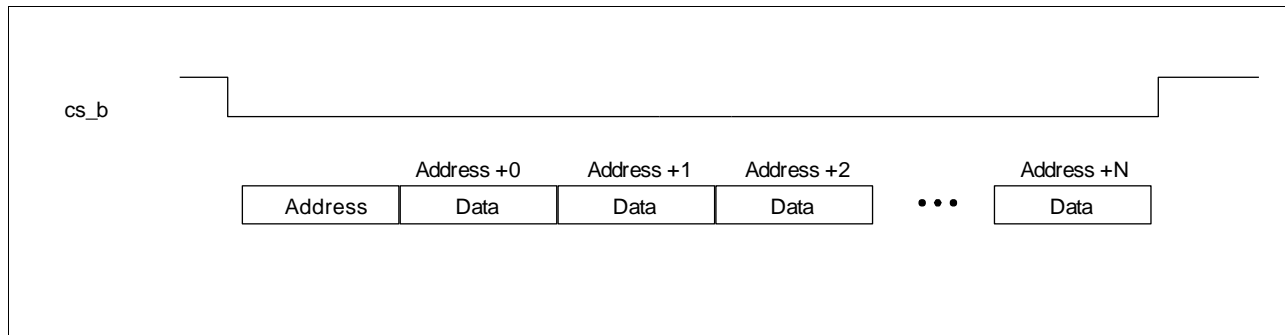 cs_b
Address +0 Address +1 Address +2 Address +N
Address Data Data Data ••• Data